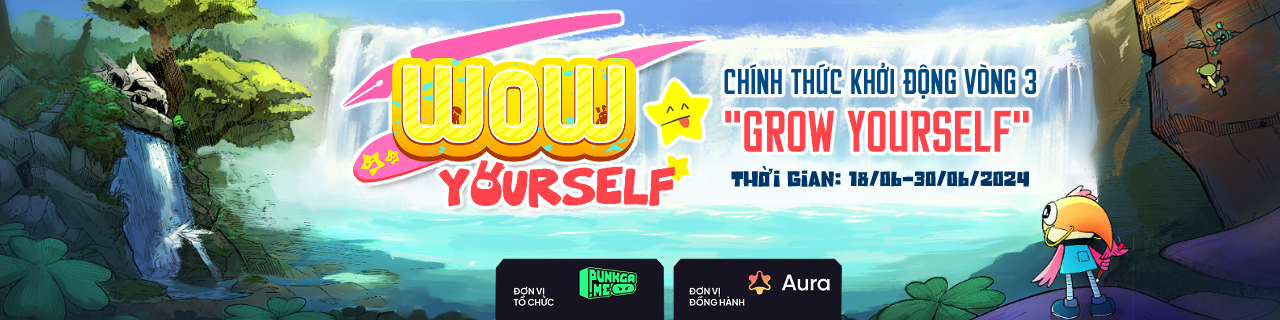 WOW
YOURSELF
CHÍNH THỨC KHỞI ĐỘNG VÒNG 3
"GROW YOURSELF"
THỜI GIAN: 18/06-30/06/2024
ĐƠN VỊ
TỔ CHỨC
PUNKGA
.ME
ĐƠN VỊ
ĐỒNG HÀNH
Aura